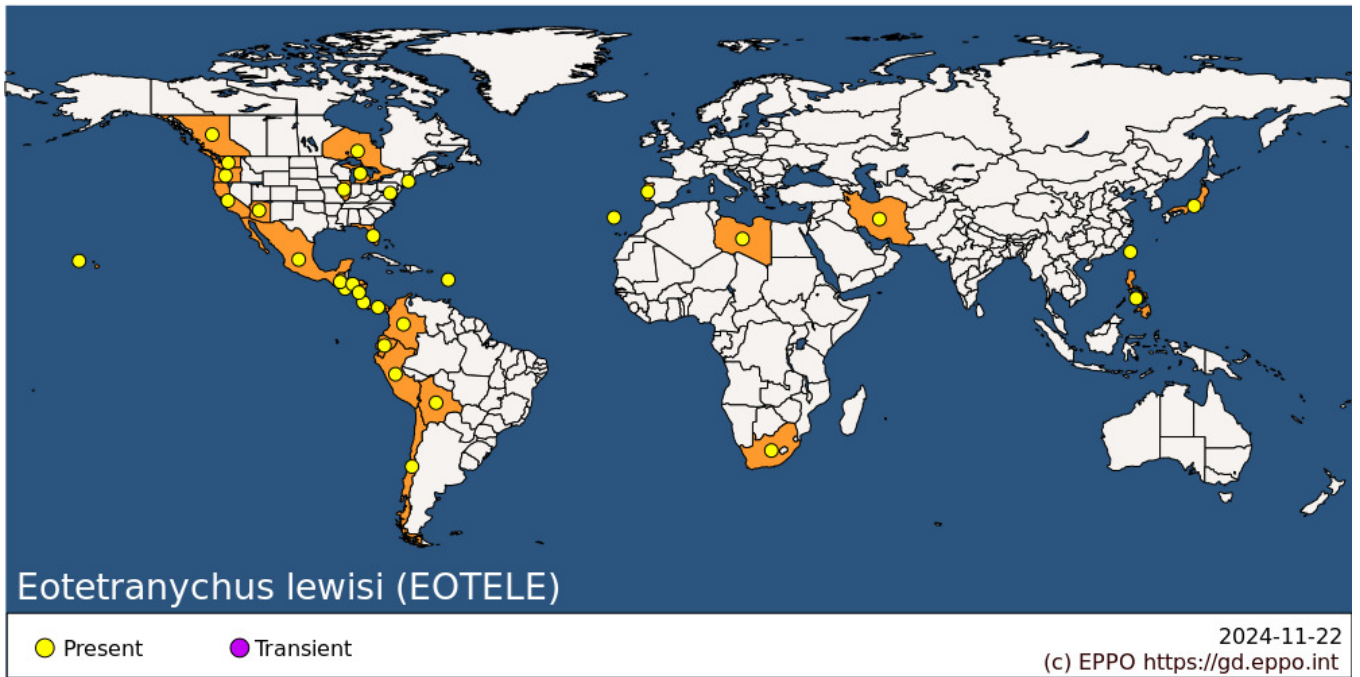 Eotetranychus lewisi (EOTELE)
Present
Transient
2024-11-22
(c) EPPO https://gd.eppo.int